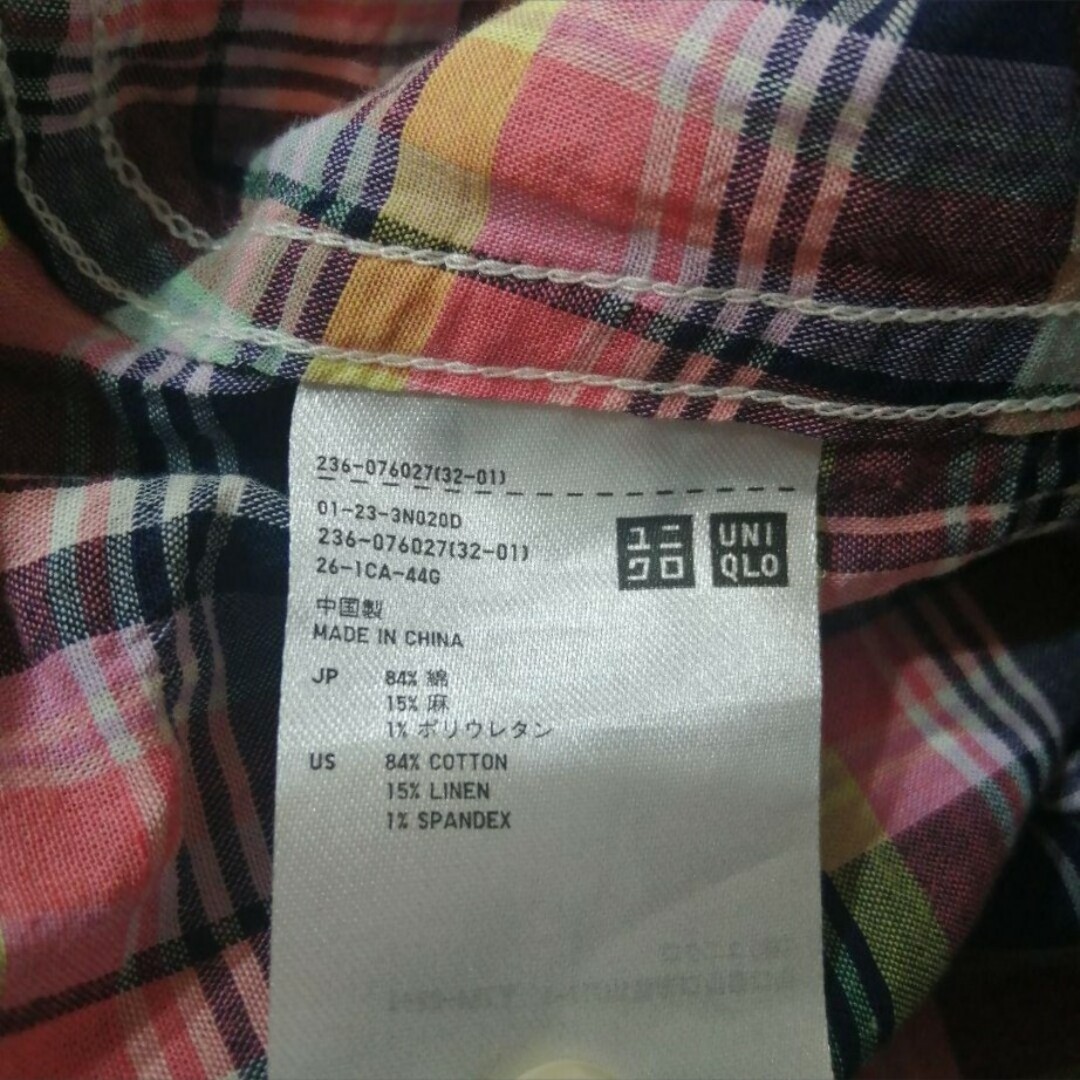 236-076027(32-01)
01-23-3N020D
236-076027(32-01)
26-1CA-44G
ユニ
クロ
UNI
QLO
中国製
MADE IN CHINA
JP 84% 綿
15% 麻
1% ポリウレタン
US 84% COTTON
15% LINEN
1% SPANDEX